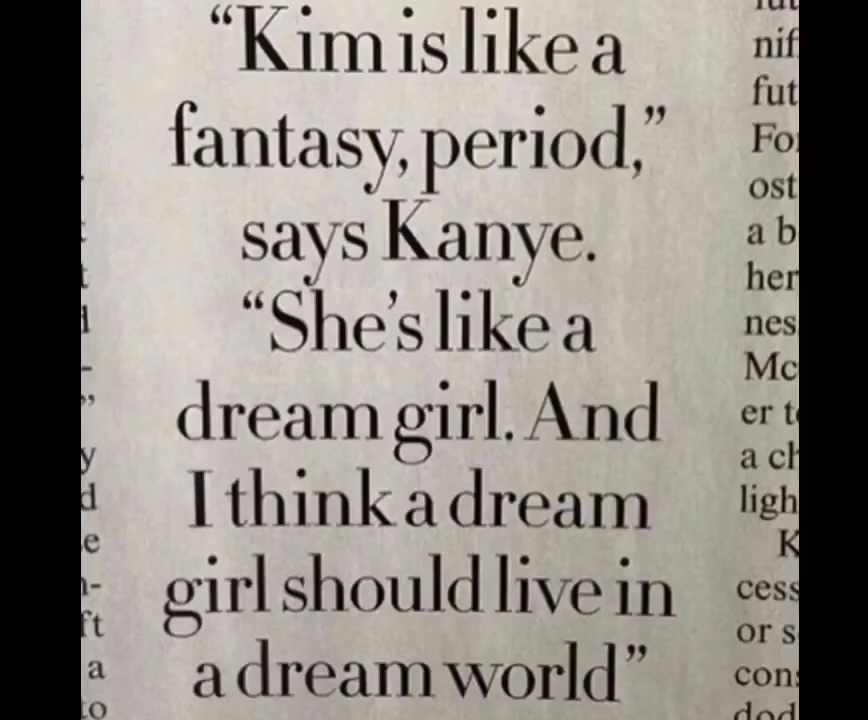 “Kim is like a
fantasy, period,”
says Kanye.
“She’s like a
dream girl. And
I think a dream
girl should live in
a dream world”
a